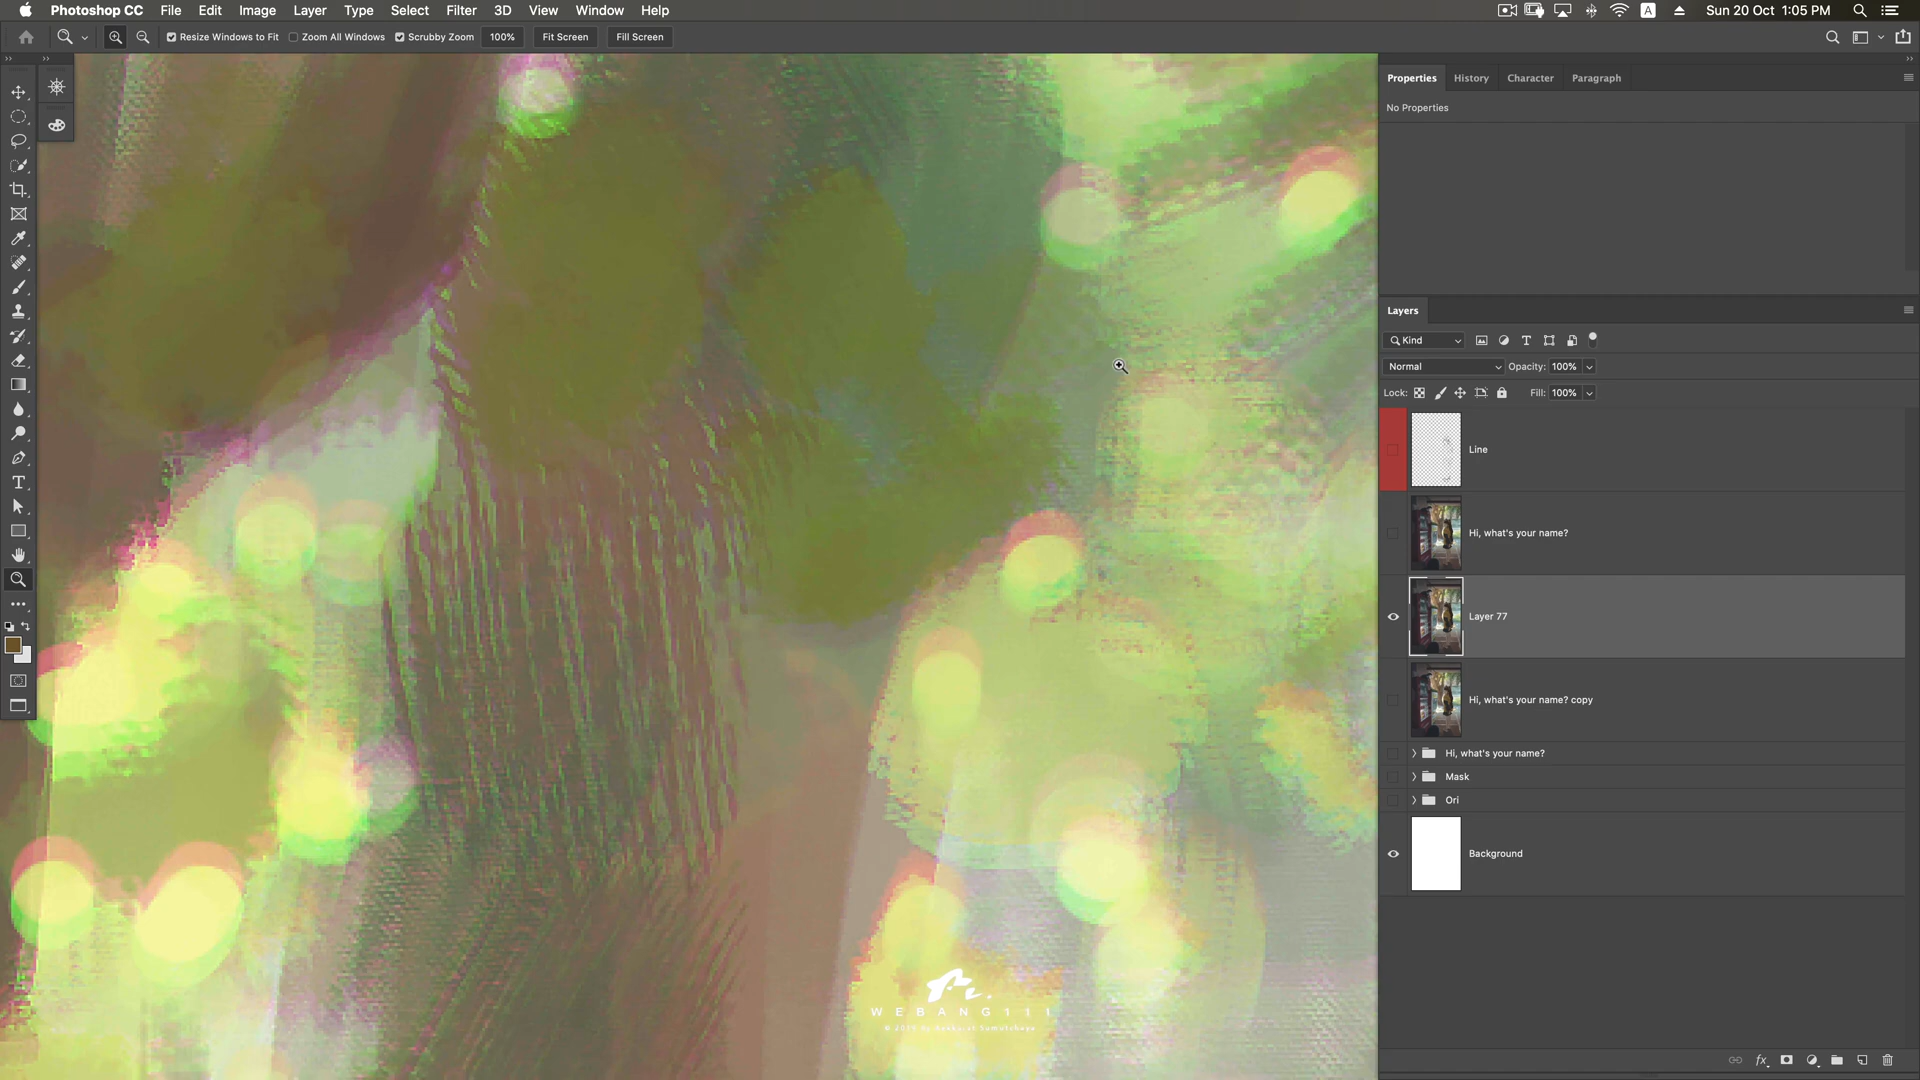 Photoshop CC File Edit Image Layer Type Select Filter 3D View Window Help
A Sun 20 Oct 1:05 PM
Resize Windows to Fit Zoom All Windows Scrubby Zoom 100% Fit Screen Fill Screen
Properties History Character Paragraph
No Properties
Layers
Kind
Normal Opacity: 100%
Lock: Fill: 100%
Line
Hi, what's your name?
Layer 77
Hi, what's your name? copy
Hi, what's your name?
Mask
Ori
Background
WEBANG111